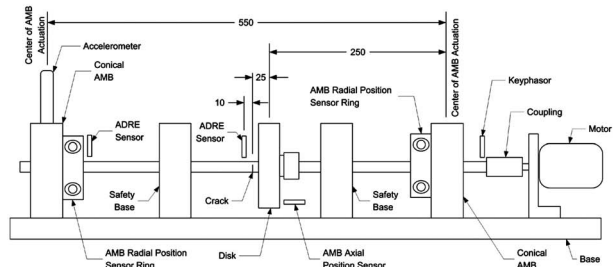 Center of AMB
Actuation
Accelerometer
Conical
AMB
550
250
25
10
ADRE
Sensor
ADRE
Sensor
AMB Radial Position
Sensor Ring
Center of AMB Actuation
Keyphasor
Coupling
Motor
Safety
Base
Crack
Safety
Base
AMB Radial Position
Sensor Ring
Disk
AMB Axial
Position Sensor
Conical
AMB
Base